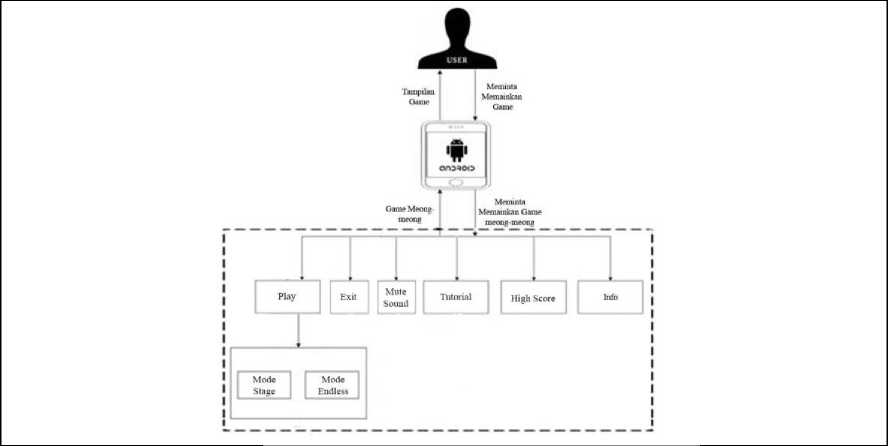 USER
Tampilan
Game
Meminta
Memainkan
Game
ANDROID
Game Meong-
meong
Meminta
Memainkan Game
meong-meong
Play
Exit
Mute
Sound
Tutorial
High Score
Info
Mode
Stage
Mode
Endless